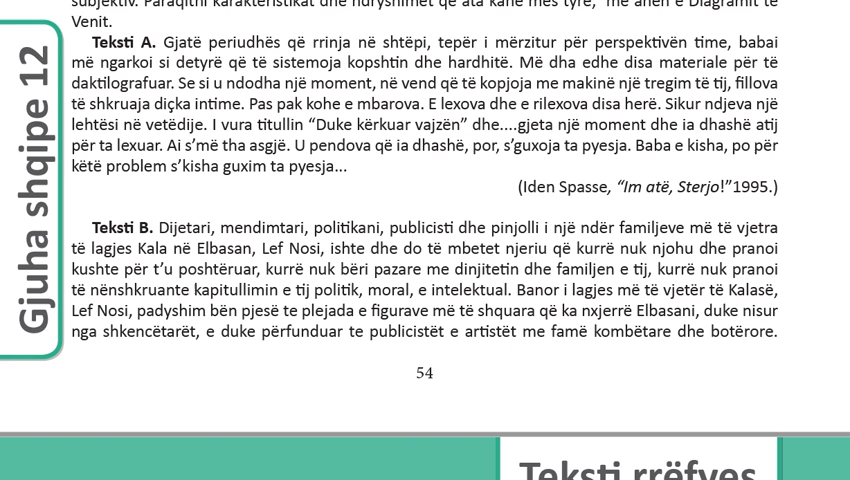 subjektiv. Paraqitni karakteristikat dhe ndryshimet që ata kanë mes tyre, me anën e Diagramit të
Venit.
Teksti A. Gjatë periudhës që rrinja në shtëpi, tepër i mërzitur për perspektivën time, babai
më ngarkoi si detyrë që të sistemoja kopshtin dhe hardhitë. Më dha edhe disa materiale për të
daktilografuar. Se si u ndodha një moment, në vend që të kopjoja me makinë një tregim të tij, fillova
të shkruaja diçka intime. Pas pak kohe e mbarova. E lexova dhe e rilexova disa herë. Sikur ndjeva një
lehtësi në vetëdije. I vura titullin “Duke kërkuar vajzën” dhe....gjeta një moment dhe ia dhashë atij
për ta lexuar. Ai s’më tha asgjë. U pendova që ia dhashë, por, s’guxoja ta pyesja. Baba e kisha, po për
këtë problem s’kisha guxim ta pyesja...
(Iden Spasse, “Im atë, Sterjo!”1995.)
Teksti B. Dijetari, mendimtari, politikani, publicisti dhe pinjolli i një ndër familjeve më të vjetra
të lagjes Kala në Elbasan, Lef Nosi, ishte dhe do të mbetet njeriu që kurrë nuk njohu dhe pranoi
kushte për t’u poshtëruar, kurrë nuk bëri pazare me dinjitetin dhe familjen e tij, kurrë nuk pranoi
të nënshkruante kapitullimin e tij politik, moral, e intelektual. Banor i lagjes më të vjetër të Kalasë,
Lef Nosi, padyshim bën pjesë te plejada e figurave më të shquara që ka nxjerrë Elbasani, duke nisur
nga shkencëtarët, e duke përfunduar te publicistët e artistët me famë kombëtare dhe botërore.
Gjuha shqipe 12
54
Teksti rrëfyes